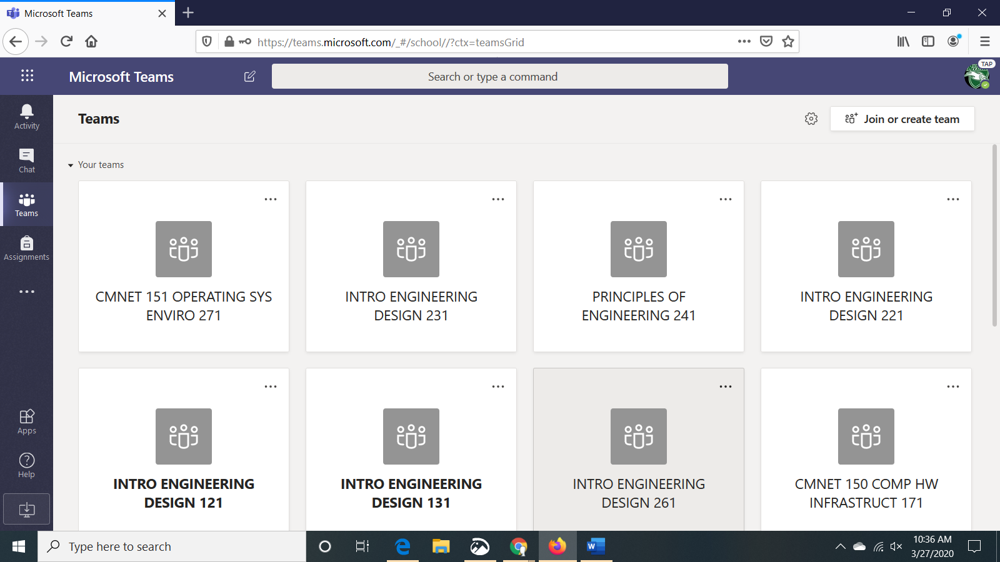 Microsoft Teams
https://teams.microsoft.com/_#/school//?ctx=teamsGrid
Microsoft Teams
Search or type a command
TAP
Activity
Chat
Teams
Assignments
Apps
Help
Teams
Join or create team
Your teams
CMNET 151 OPERATING SYS
ENVIRO 271
INTRO ENGINEERING
DESIGN 231
PRINCIPLES OF
ENGINEERING 241
INTRO ENGINEERING
DESIGN 221
INTRO ENGINEERING
DESIGN 121
INTRO ENGINEERING
DESIGN 131
INTRO ENGINEERING
DESIGN 261
CMNET 150 COMP HW
INFRASTRUCT 171
Type here to search
10:36 AM
3/27/2020